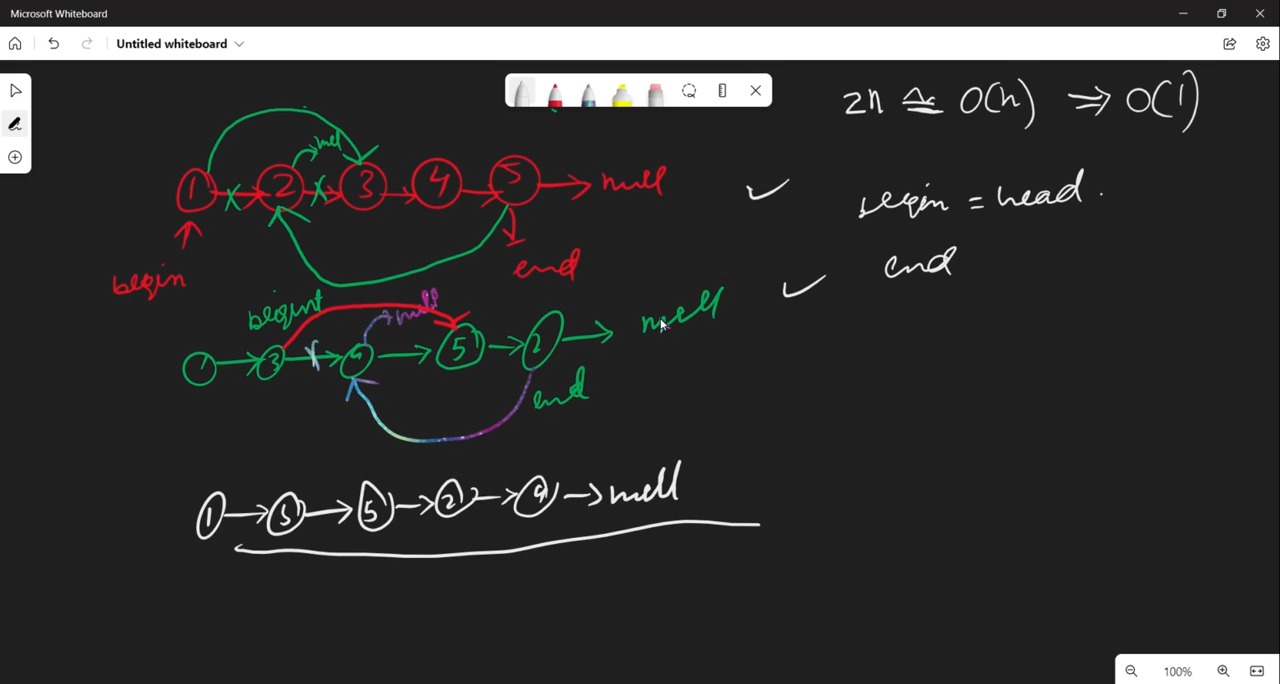 Microsoft Whiteboard
Untitled whiteboard
2n ≅ O(n) ⇒ O(1)
null
1 2 3 4 5 null
begin = head.
begin
end
end
begin null
1 3 4 5 2 null
end
1 → 3 → 5 → 2 → 4 → null
100%